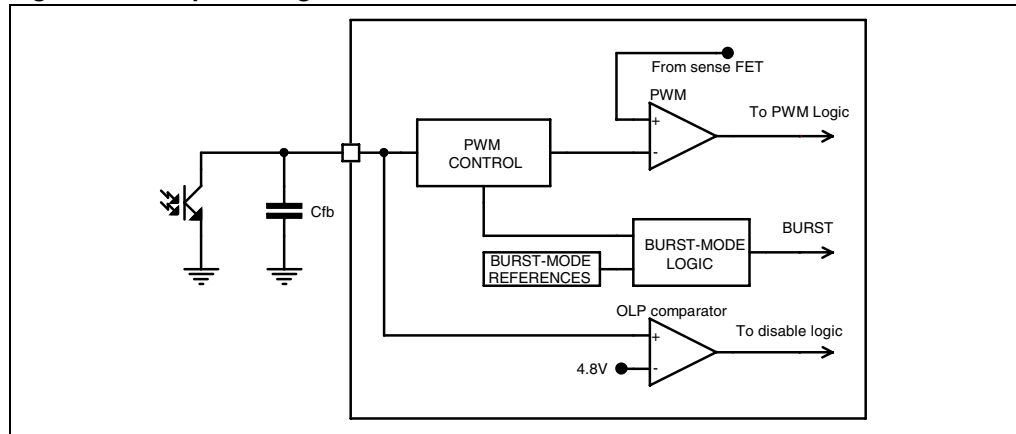 From sense FET
PWM
To PWM Logic
+
-
PWM
CONTROL
Cfb
BURST
BURST-MODE
LOGIC
BURST-MODE
REFERENCES
OLP comparator
To disable logic
+
4.8V
-